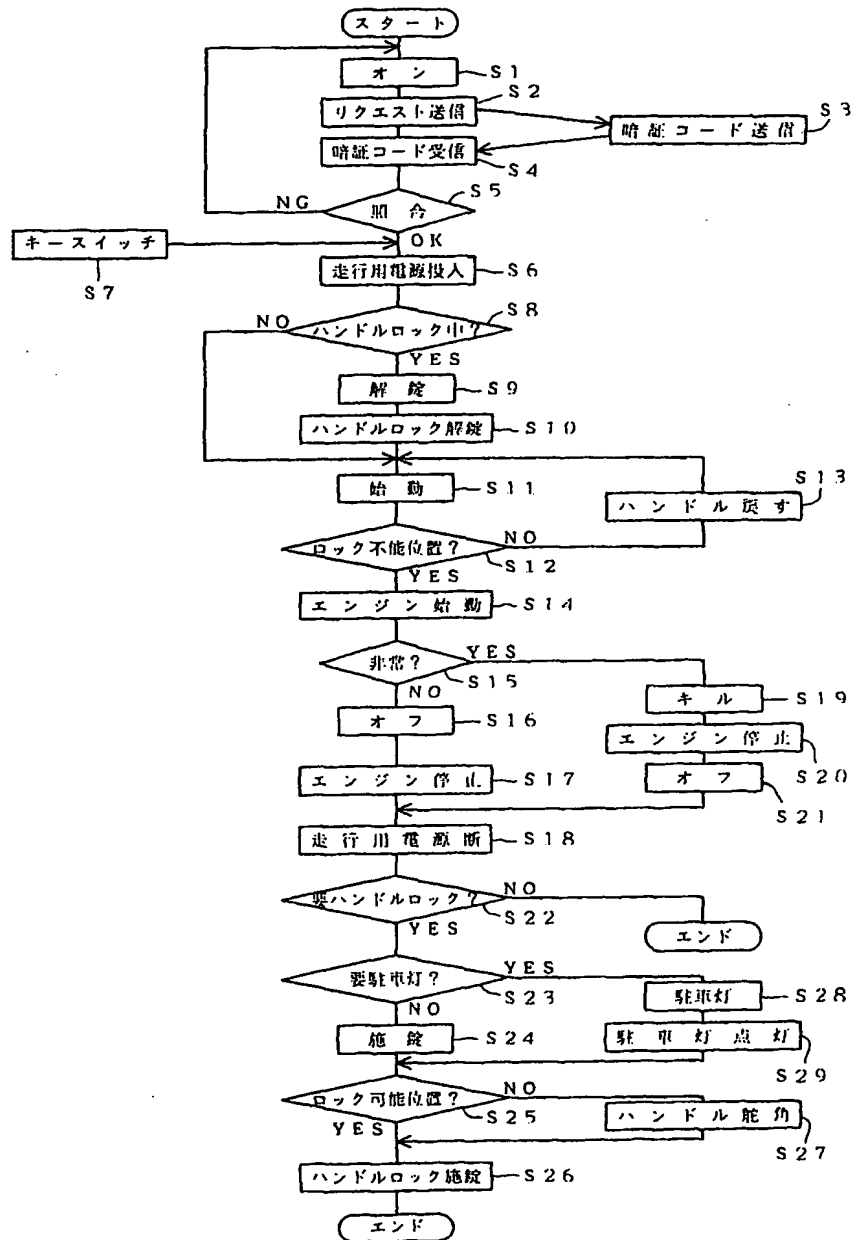 スタート
オン
S1
リクエスト送信
S2
暗証コード送信
S3
暗証コード受信
S4
照合
S5
NG
OK
キースイッチ
S7
走行用電源投入
S6
ハンドルロック中?
S8
NO
YES
解錠
S9
ハンドルロック解錠
S10
始動
S11
ハンドル戻す
S13
ロック不能位置?
S12
NO
YES
エンジン始動
S14
非常?
S15
YES
NO
オフ
S16
キル
S19
エンジン停止
S17
エンジン停止
S20
オフ
S21
走行用電源断
S18
要ハンドルロック?
S22
NO
YES
エンド
要駐車灯?
S23
YES
NO
駐車灯
S28
施錠
S24
駐車灯点灯
S29
ロック可能位置?
S25
NO
YES
ハンドル舵角
S27
ハンドルロック施錠
S26
エンド